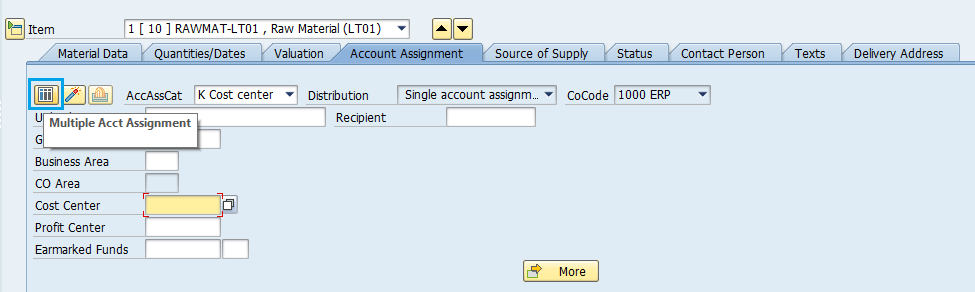 Item 1 [ 10 ] RAWMAT-LT01 , Raw Material (LT01)
Material Data Quantities/Dates Valuation Account Assignment Source of Supply Status Contact Person Texts Delivery Address
AccAssCat K Cost center Distribution Single account assignm... CoCode 1000 ERP
Recipient
Multiple Acct Assignment
Business Area
CO Area
Cost Center
Profit Center
Earmarked Funds
More